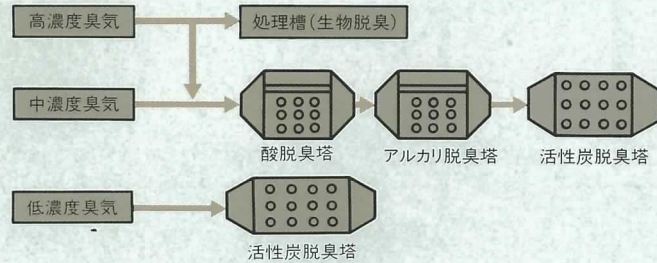 高濃度臭気
処理槽(生物脱臭)
中濃度臭気
酸脱臭塔
アルカリ脱臭塔
活性炭脱臭塔
低濃度臭気
活性炭脱臭塔